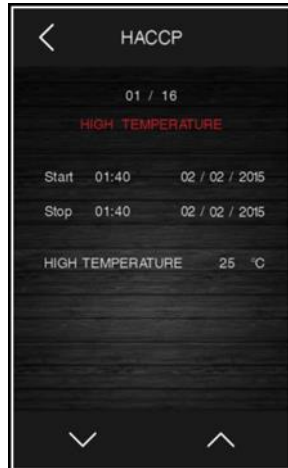 HACCP
01 / 16
HIGH TEMPERATURE
Start 01:40 02 / 02 / 2015
Stop 01:40 02 / 02 / 2015
HIGH TEMPERATURE 25 °C